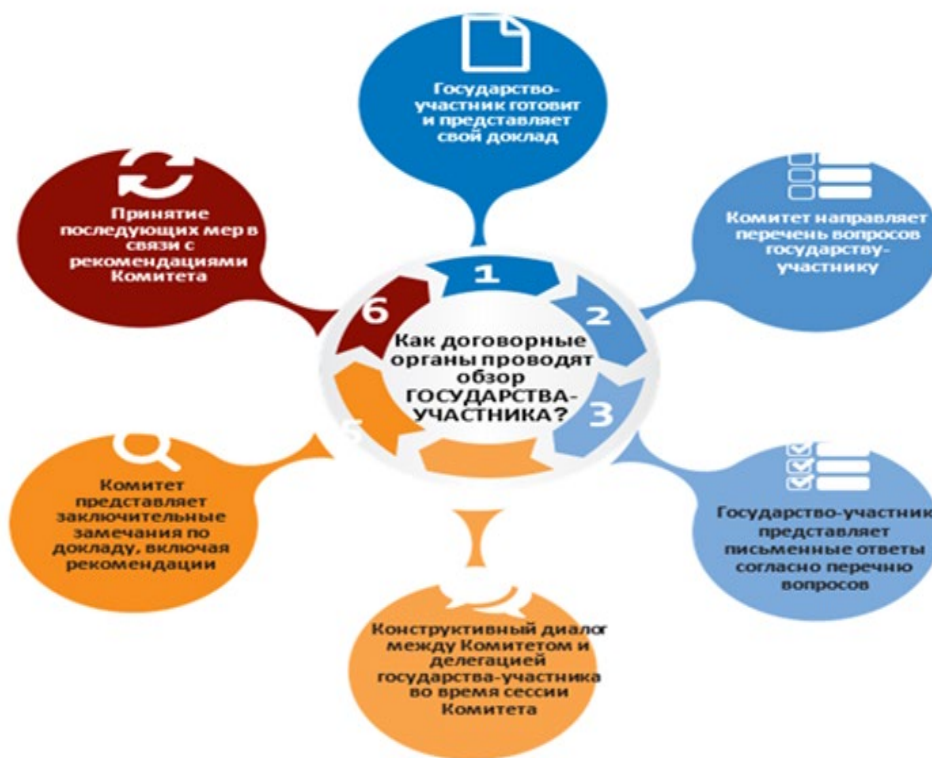 Государство-
участник готовит
и представляет
свой доклад
Комитет направляет
перечень вопросов
государству-
участнику
Государство-участник
представляет
письменные ответы
согласно перечню
вопросов
Конструктивный диалог
между Комитетом и
делегацией
государства-участника
во время сессии
Комитета
Комитет
представляет
заключительные
замечания по
докладу, включая
рекомендации
Принятие
последующих мер в
связи с
рекомендациями
Комитета
1
2
3
5
6
Как договорные
органы проводят
обзор
ГОСУДАРСТВА-
УЧАСТНИКА?